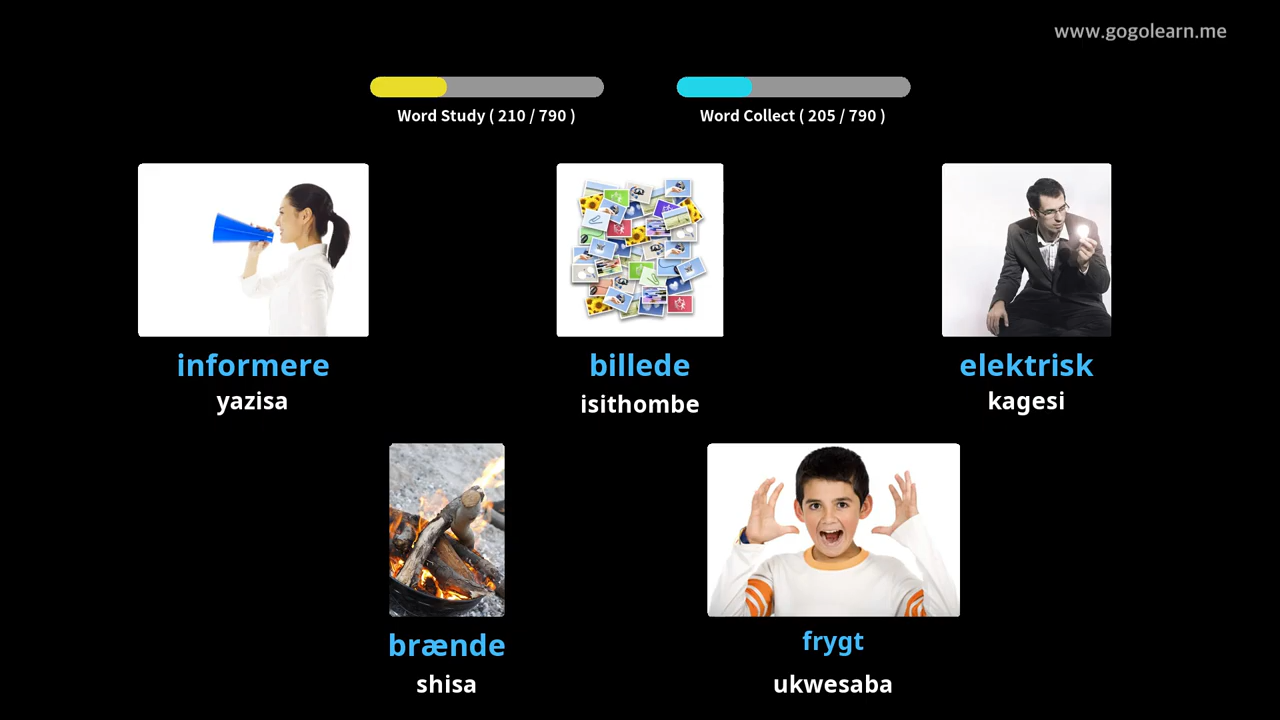 www.gogolearn.me
Word Study ( 210 / 790 )
Word Collect ( 205 / 790 )
informere
yazisa
billede
isithombe
elektrisk
kagesi
brænde
shisa
frygt
ukwesaba